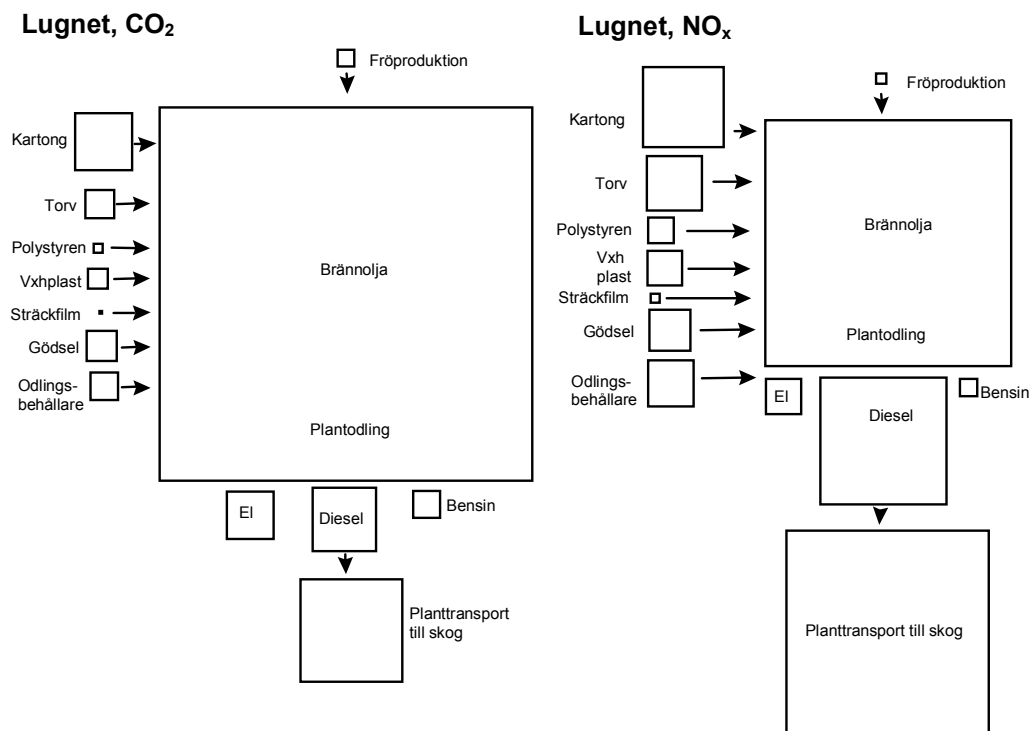 Lugnet, CO₂
Fröproduktion
Kartong
Torv
Polystyren
Vxhplast
Sträckfilm
Gödsel
Odlings-
behållare
Brännolja
Plantodling
El
Diesel
Bensin
Planttransport
till skog
Lugnet, NOₓ
Fröproduktion
Kartong
Torv
Polystyren
Vxh
plast
Sträckfilm
Gödsel
Odlings-
behållare
Brännolja
Plantodling
El
Diesel
Bensin
Planttransport till skog